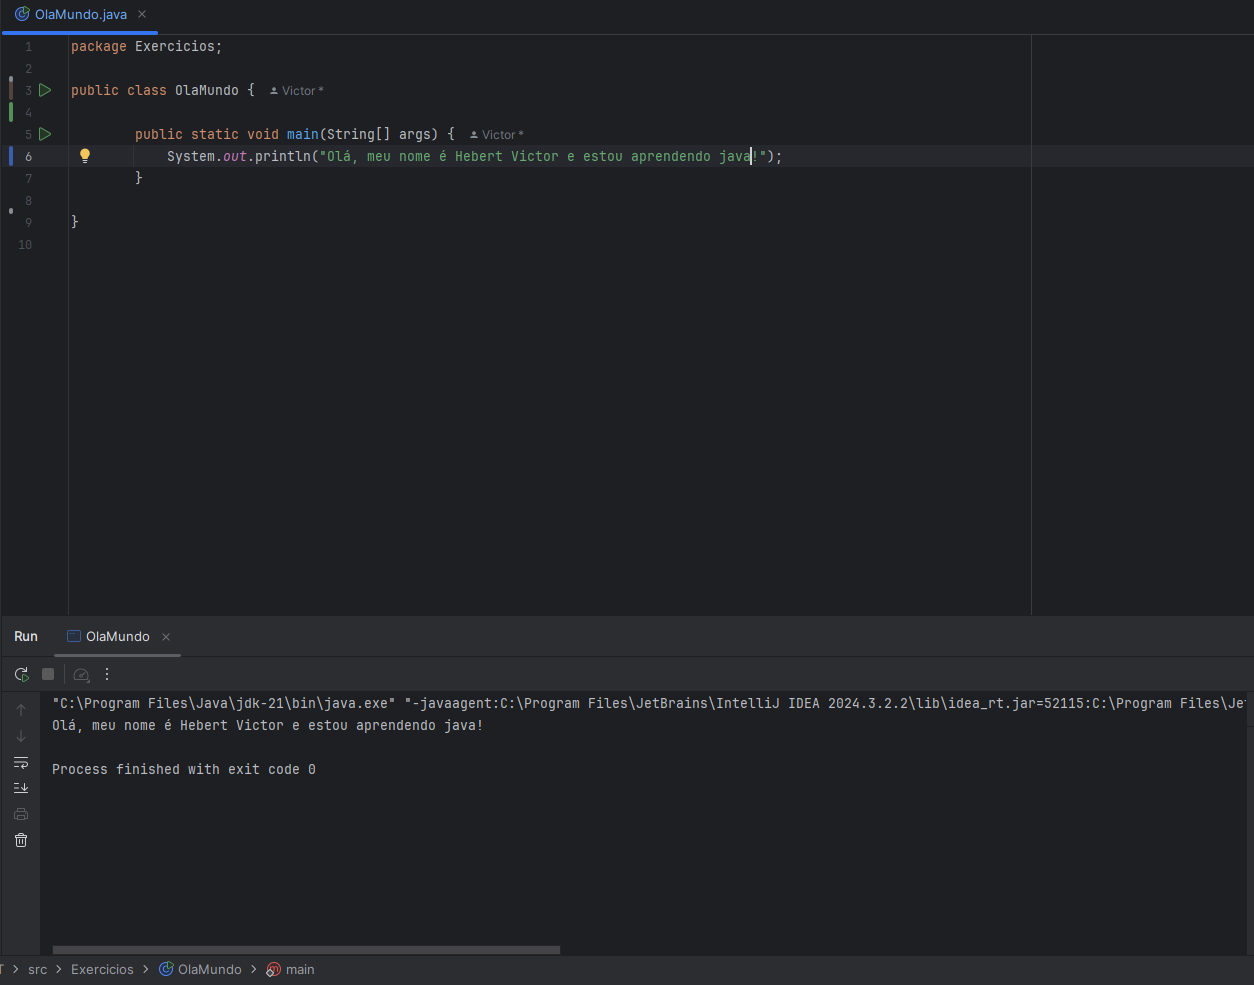 OlaMundo.java
1 package Exercicios;
2
3 public class OlaMundo { Victor *
4
5 public static void main(String[] args) { Victor *
6 System.out.println("Olá, meu nome é Hebert Victor e estou aprendendo java!");
7 }
8
9 }
10
Run OlaMundo
"C:\Program Files\Java\jdk-21\bin\java.exe" "-javaagent:C:\Program Files\JetBrains\IntelliJ IDEA 2024.3.2.2\lib\idea_rt.jar=52115:C:\Program Files\Je
Olá, meu nome é Hebert Victor e estou aprendendo java!
Process finished with exit code 0
src > Exercicios > OlaMundo > main